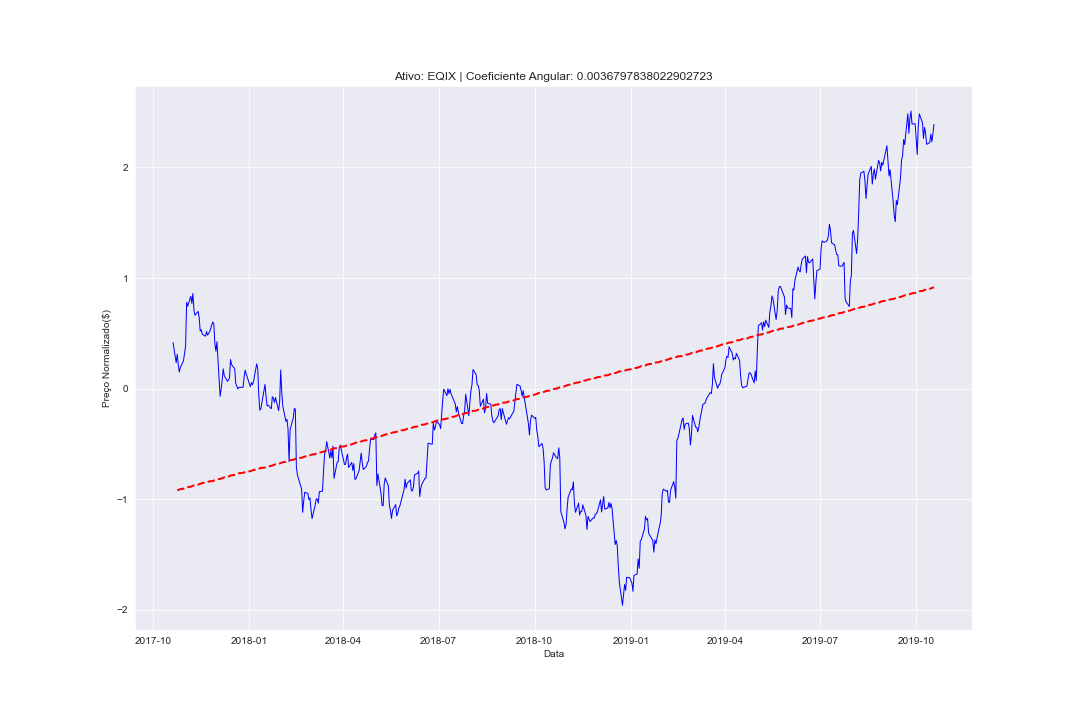 Ativo: EQIX | Coeficiente Angular: 0.0036797838022902723
Preço Normalizado($)
2
1
0
−1
−2
2017-10 2018-01 2018-04 2018-07 2018-10 2019-01 2019-04 2019-07 2019-10
Data